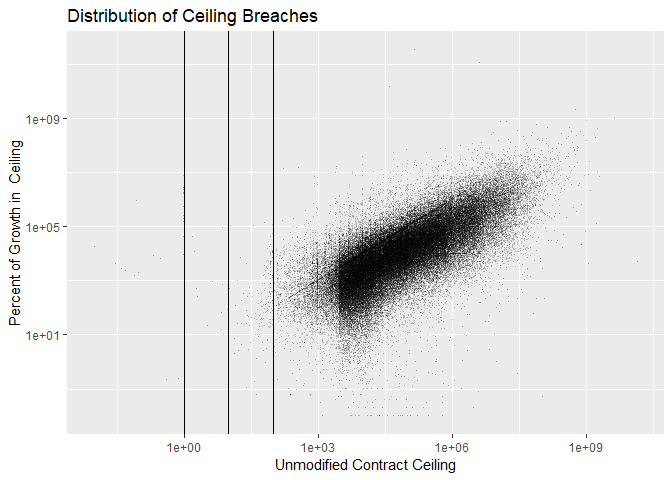 Distribution of Ceiling Breaches
Percent of Growth in  Ceiling
1e+09
1e+05
1e+01
1e+00
1e+03
1e+06
1e+09
Unmodified Contract Ceiling